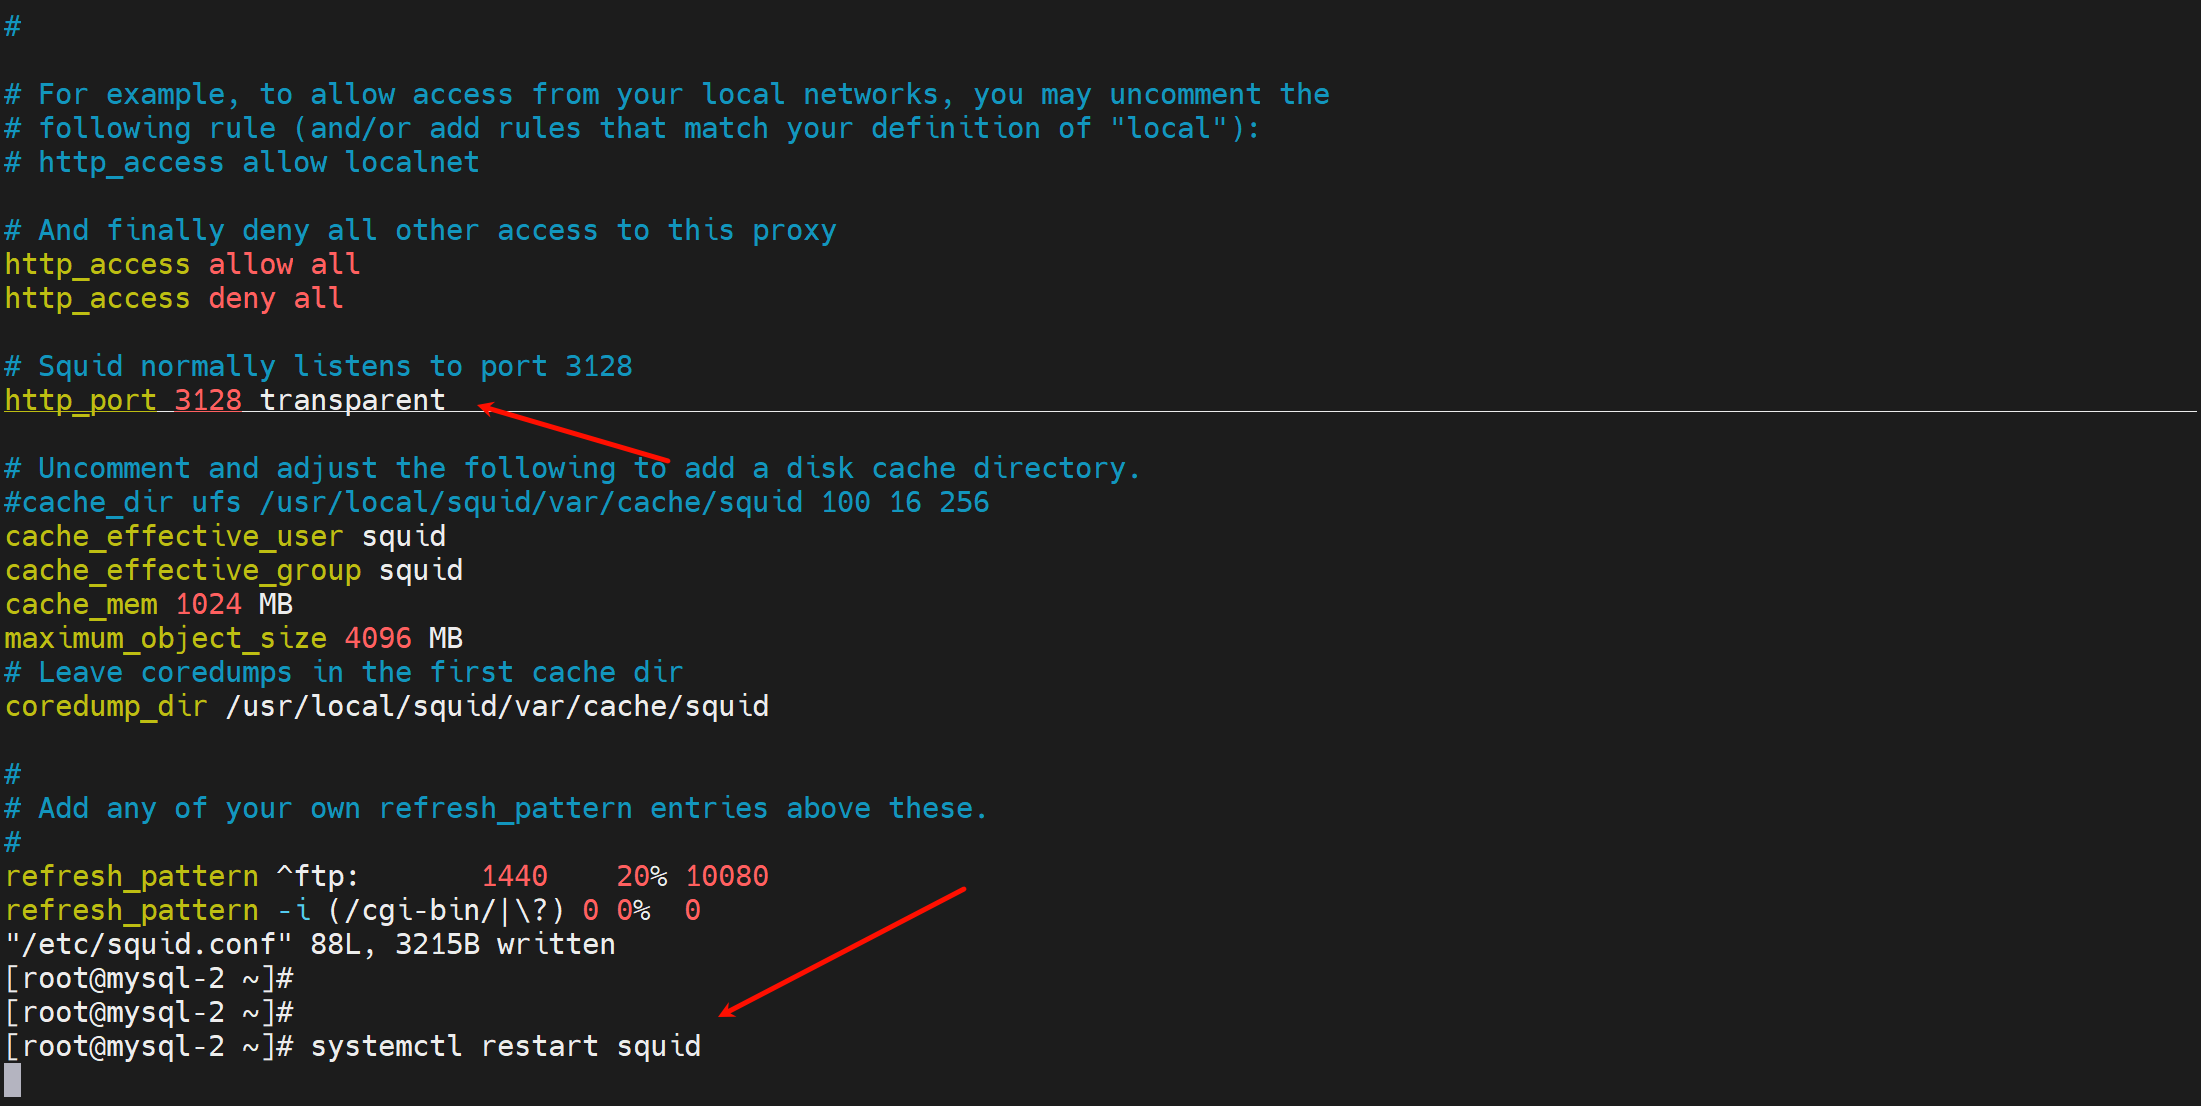 #
# For example, to allow access from your local networks, you may uncomment the
# following rule (and/or add rules that match your definition of "local"):
# http_access allow localnet
# And finally deny all other access to this proxy
http_access allow all
http_access deny all
# Squid normally listens to port 3128
http_port 3128 transparent
# Uncomment and adjust the following to add a disk cache directory.
#cache_dir ufs /usr/local/squid/var/cache/squid 100 16 256
cache_effective_user squid
cache_effective_group squid
cache_mem 1024 MB
maximum_object_size 4096 MB
# Leave coredumps in the first cache dir
coredump_dir /usr/local/squid/var/cache/squid
#
# Add any of your own refresh_pattern entries above these.
#
refresh_pattern ^ftp:       1440    20% 10080
refresh_pattern -i (/cgi-bin/|\?) 0 0%  0
"/etc/squid.conf" 88L, 3215B written
[root@mysql-2 ~]#
[root@mysql-2 ~]#
[root@mysql-2 ~]# systemctl restart squid